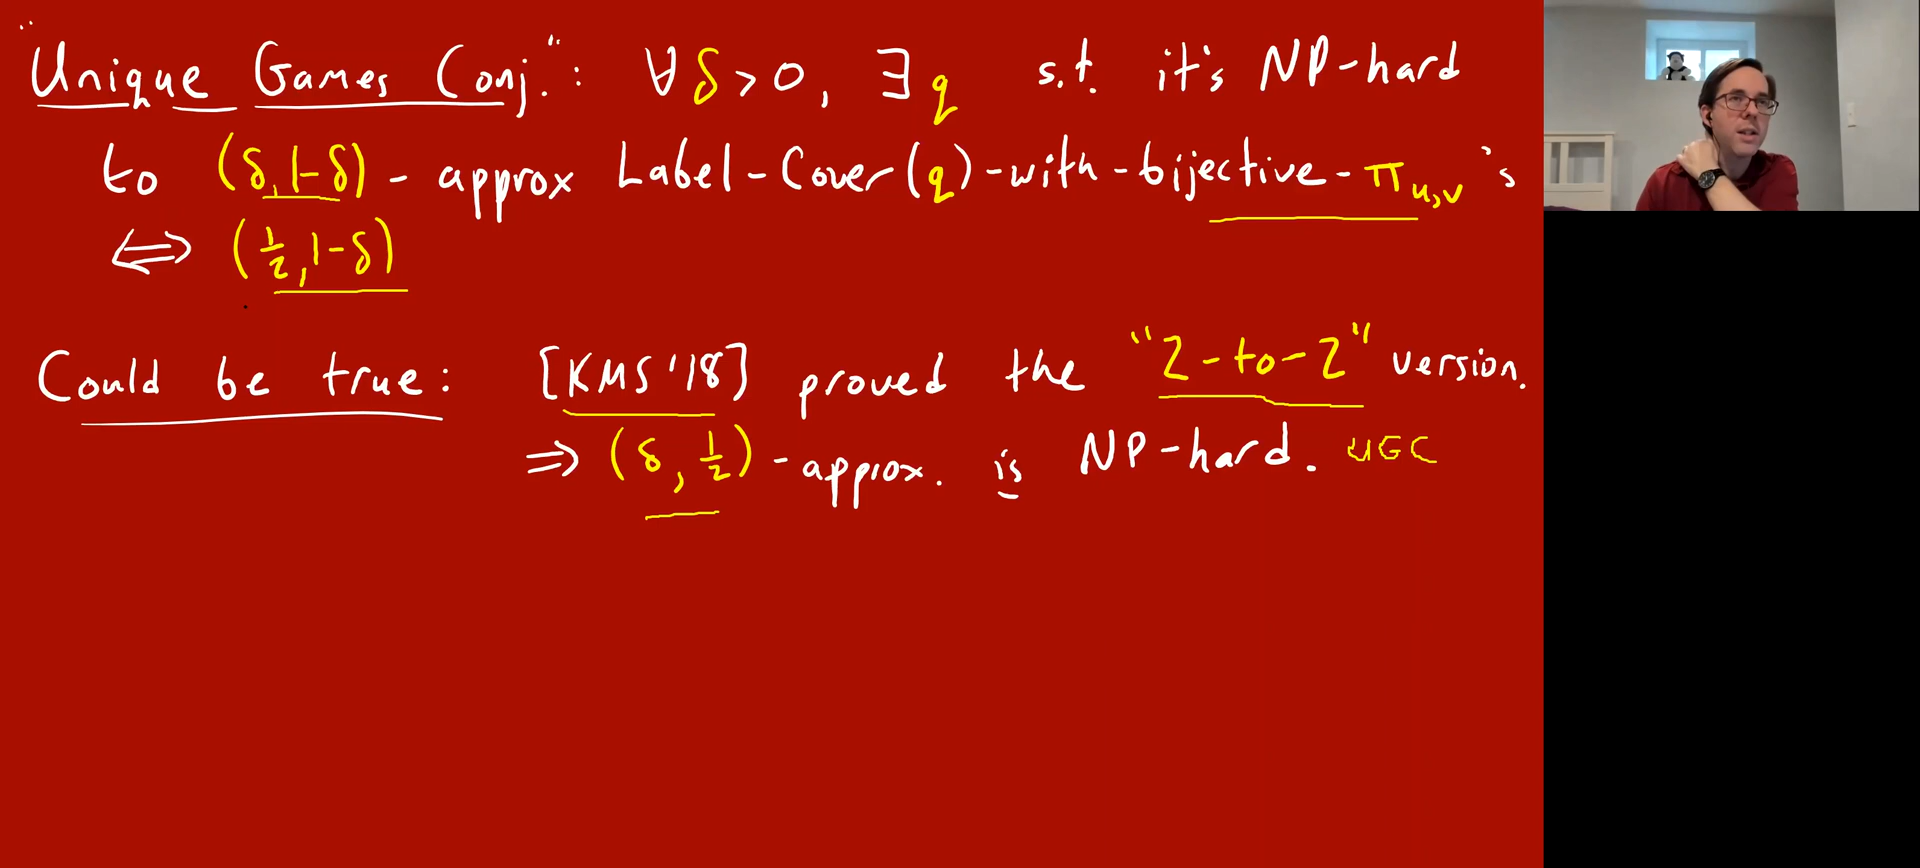 "Unique Games Conj.": ∀δ>0, ∃q s.t. it's NP-hard
to (δ, 1-δ)-approx Label-Cover(q)-with-bijective-π_{u,v}'s
⟺ (1/2, 1-δ)
Could be true: [KMS '18] proved the "2-to-2" version.
⇒ (δ, 1/2)-approx. is NP-hard. UGC